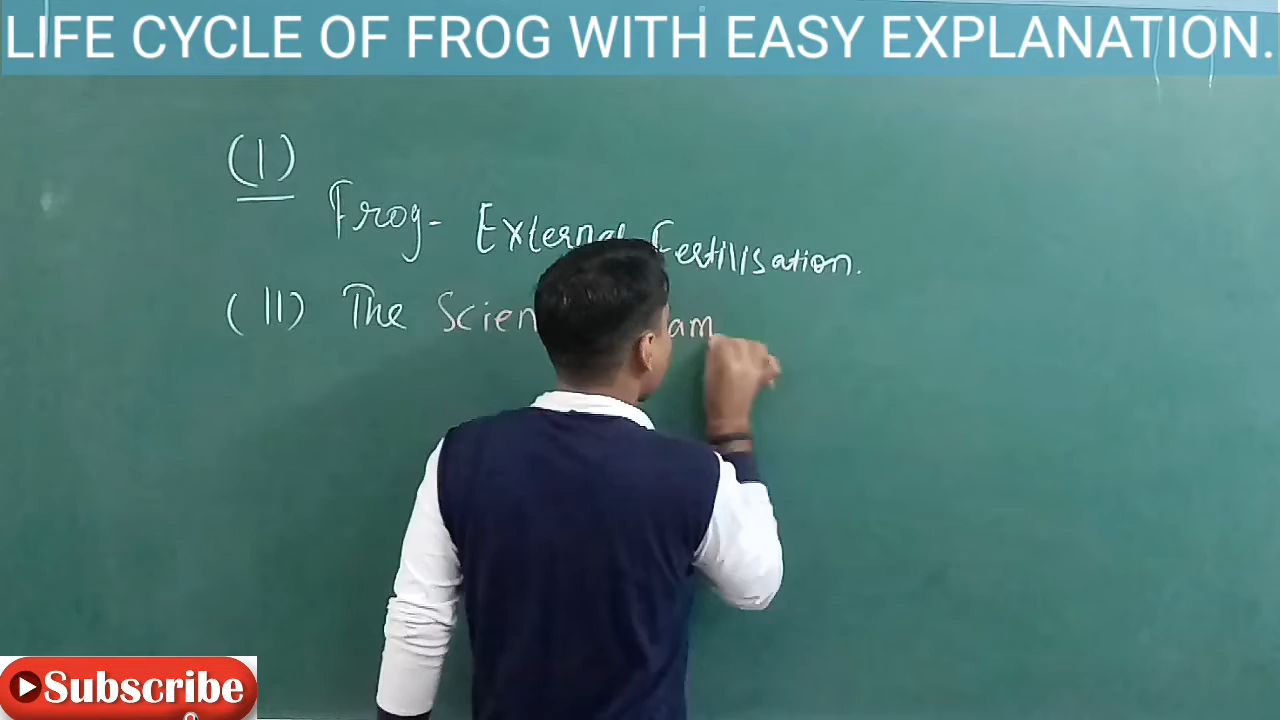 LIFE CYCLE OF FROG WITH EASY EXPLANATION.
(I)
Frog- External Fertilisation.
(II) The Scien am
Subscribe